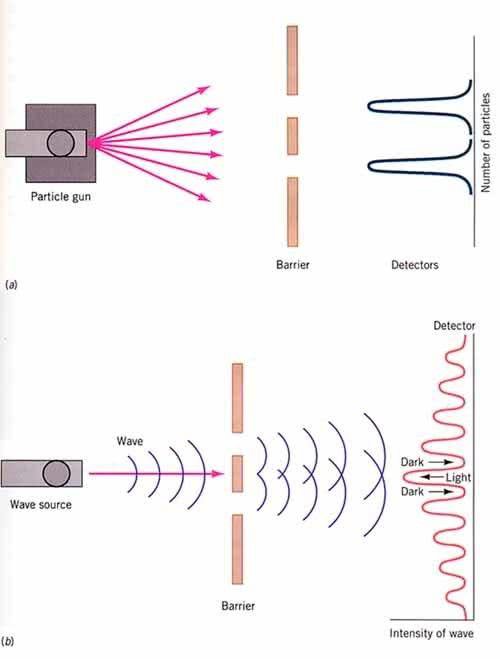 Particle gun
Barrier
Detectors
Number of particles
(a)
Detector
Wave
Dark
Light
Dark
Wave source
Barrier
Intensity of wave
(b)